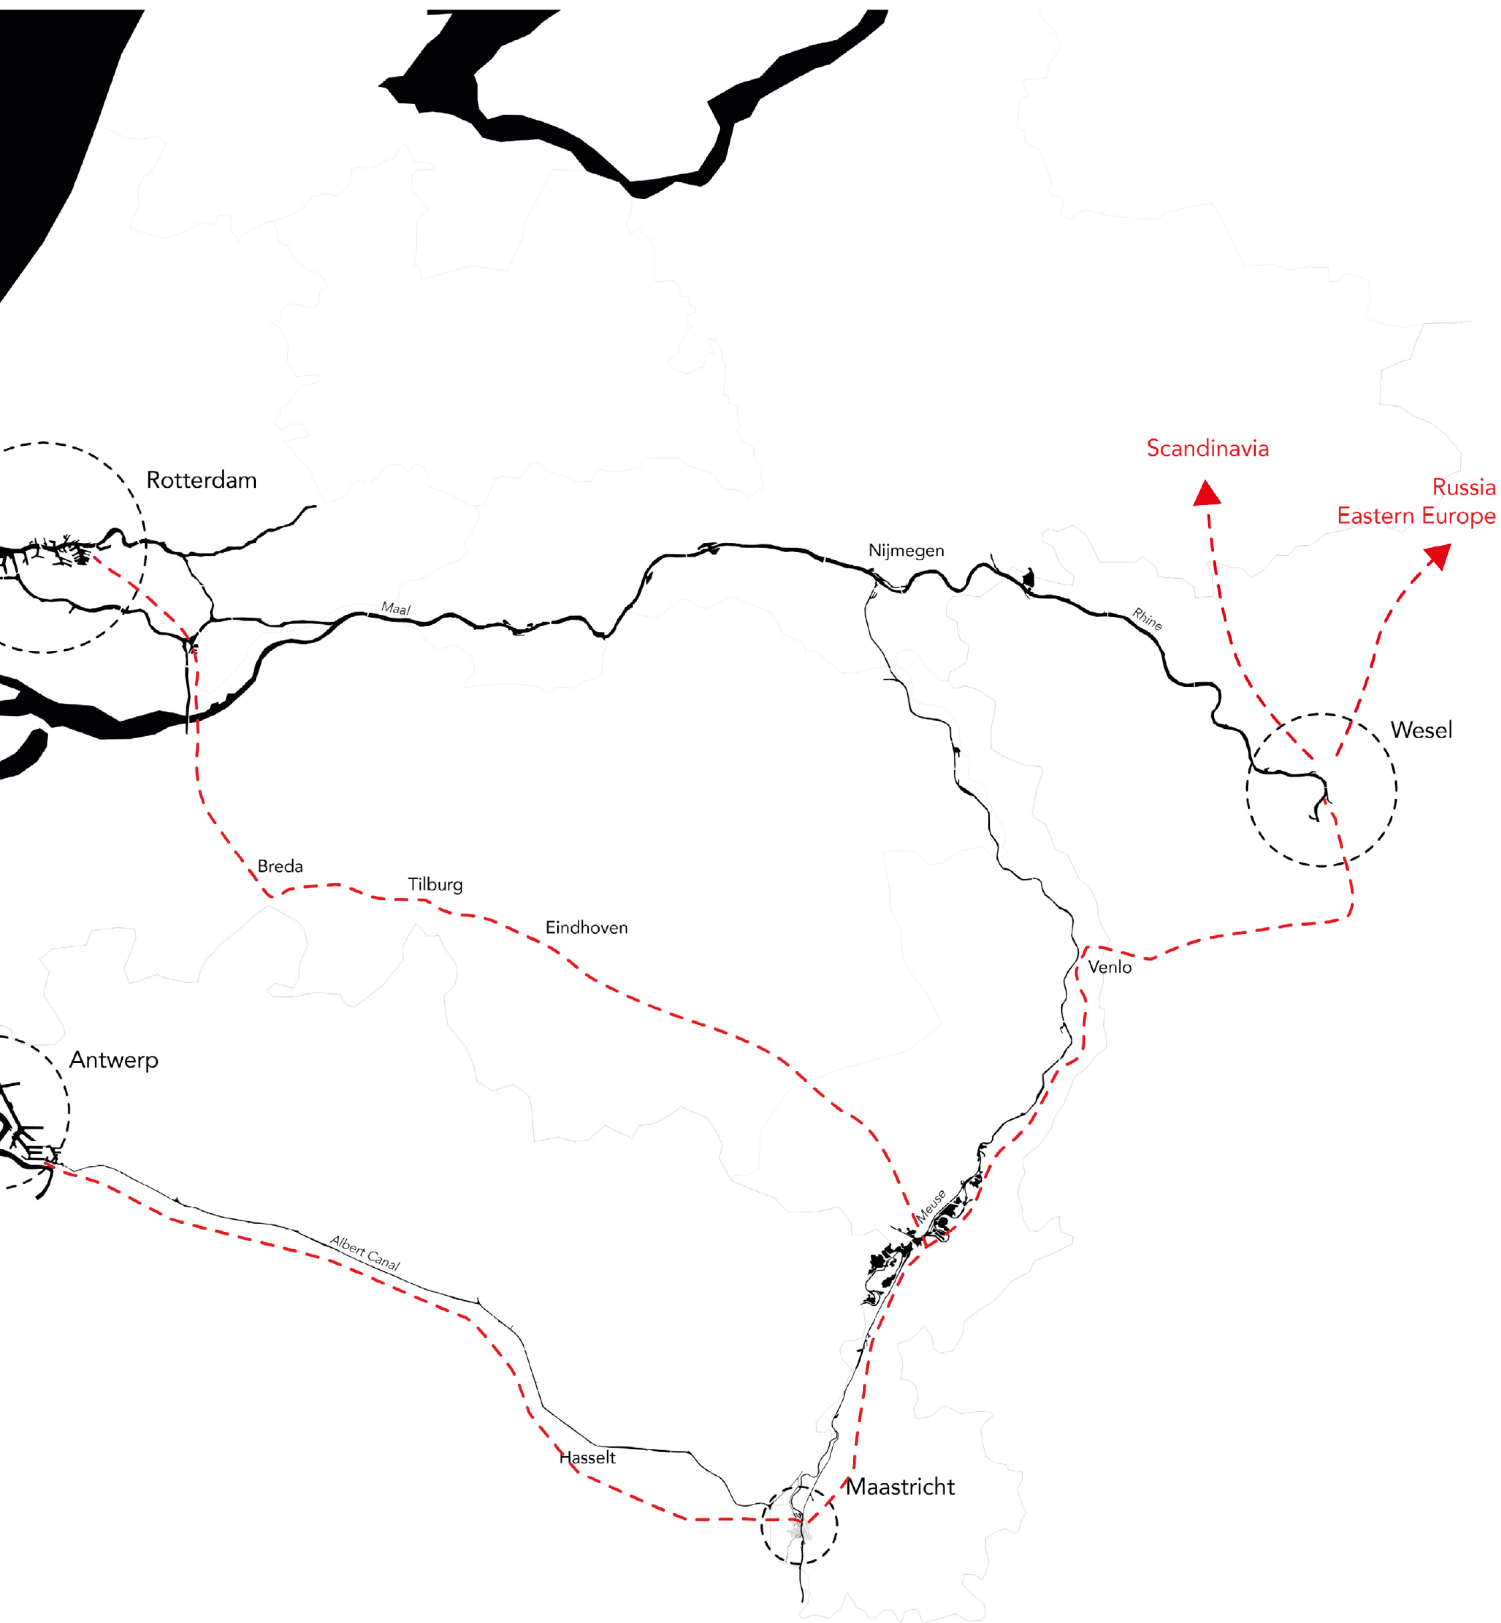 Scandinavia
Rotterdam
Russia
Eastern Europe
Nijmegen
Maal
Rhine
Wesel
Breda
Tilburg
Eindhoven
Venlo
Antwerp
Meuse
Albert Canal
Hasselt
Maastricht